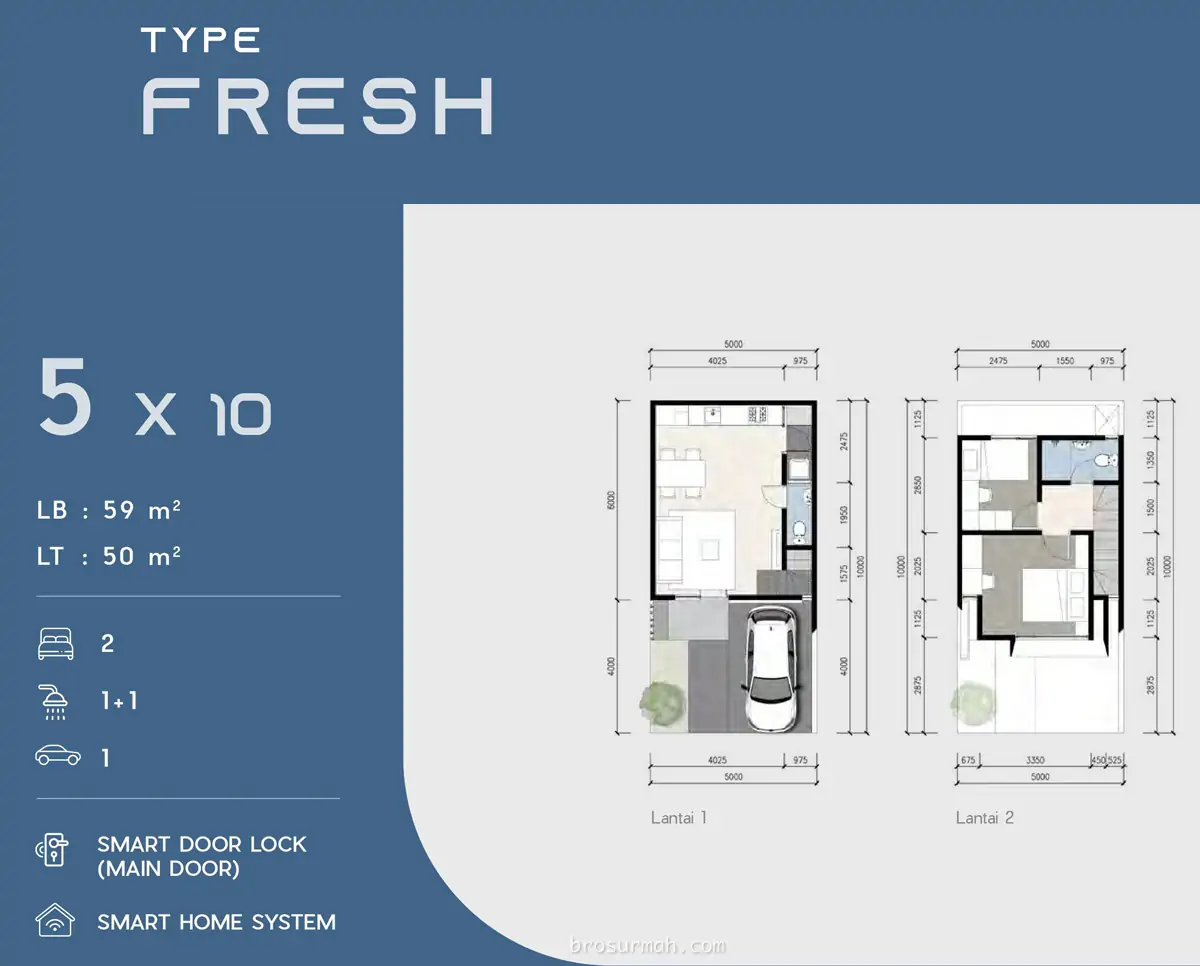 TYPE
FRESH
5 X 10
LB : 59 m²
LT : 50 m²
2
1+1
1
SMART DOOR LOCK
(MAIN DOOR)
SMART HOME SYSTEM
5000
4025 975
6000
4000
2475
1950
1575
4000
10000
4025 975
5000
Lantai 1
5000
2475 1550 975
10000
1125
2850
2025
1125
2875
1125
1350
1500
2025
1125
2875
10000
675 3350 450 525
5000
Lantai 2
brosurmah.com